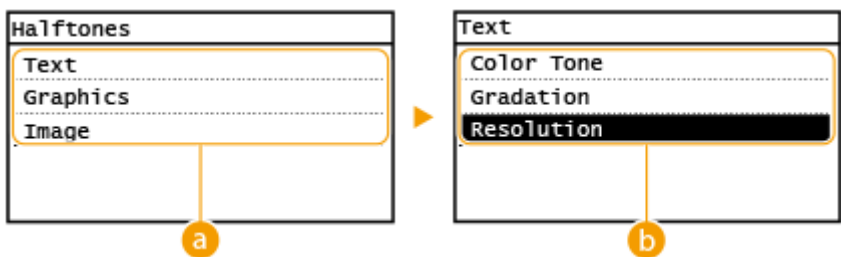 Halftones
Text
Graphics
Image
a
Text
Color Tone
Gradation
Resolution
b